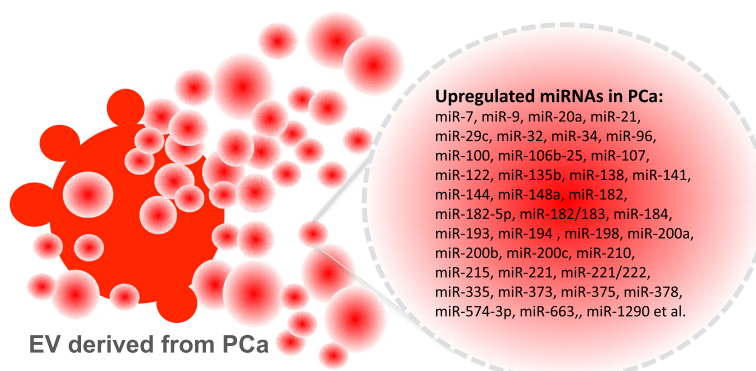 Upregulated miRNAs in PCa:
miR-7, miR-9, miR-20a, miR-21,
miR-29c, miR-32, miR-34, miR-96,
miR-100, miR-106b-25, miR-107,
miR-122, miR-135b, miR-138, miR-141,
miR-144, miR-148a, miR-182,
miR-182-5p, miR-182/183, miR-184,
miR-193, miR-194 , miR-198, miR-200a,
miR-200b, miR-200c, miR-210,
miR-215, miR-221, miR-221/222,
miR-335, miR-373, miR-375, miR-378,
miR-574-3p, miR-663,, miR-1290 et al.
EV derived from PCa